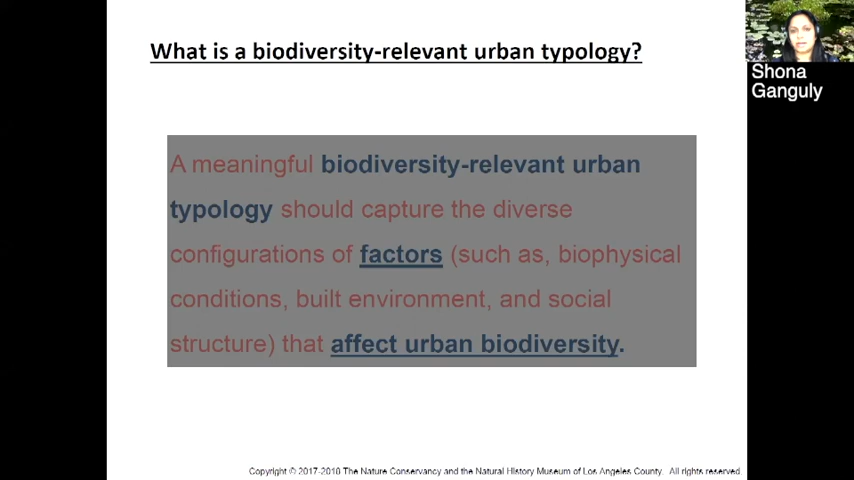 What is a biodiversity-relevant urban typology?
Shona
Ganguly
A meaningful biodiversity-relevant urban
typology should capture the diverse
configurations of factors (such as, biophysical
conditions, built environment, and social
structure) that affect urban biodiversity.
Copyright © 2017-2018 The Nature Conservancy and the Natural History Museum of Los Angeles County. All rights reserved.